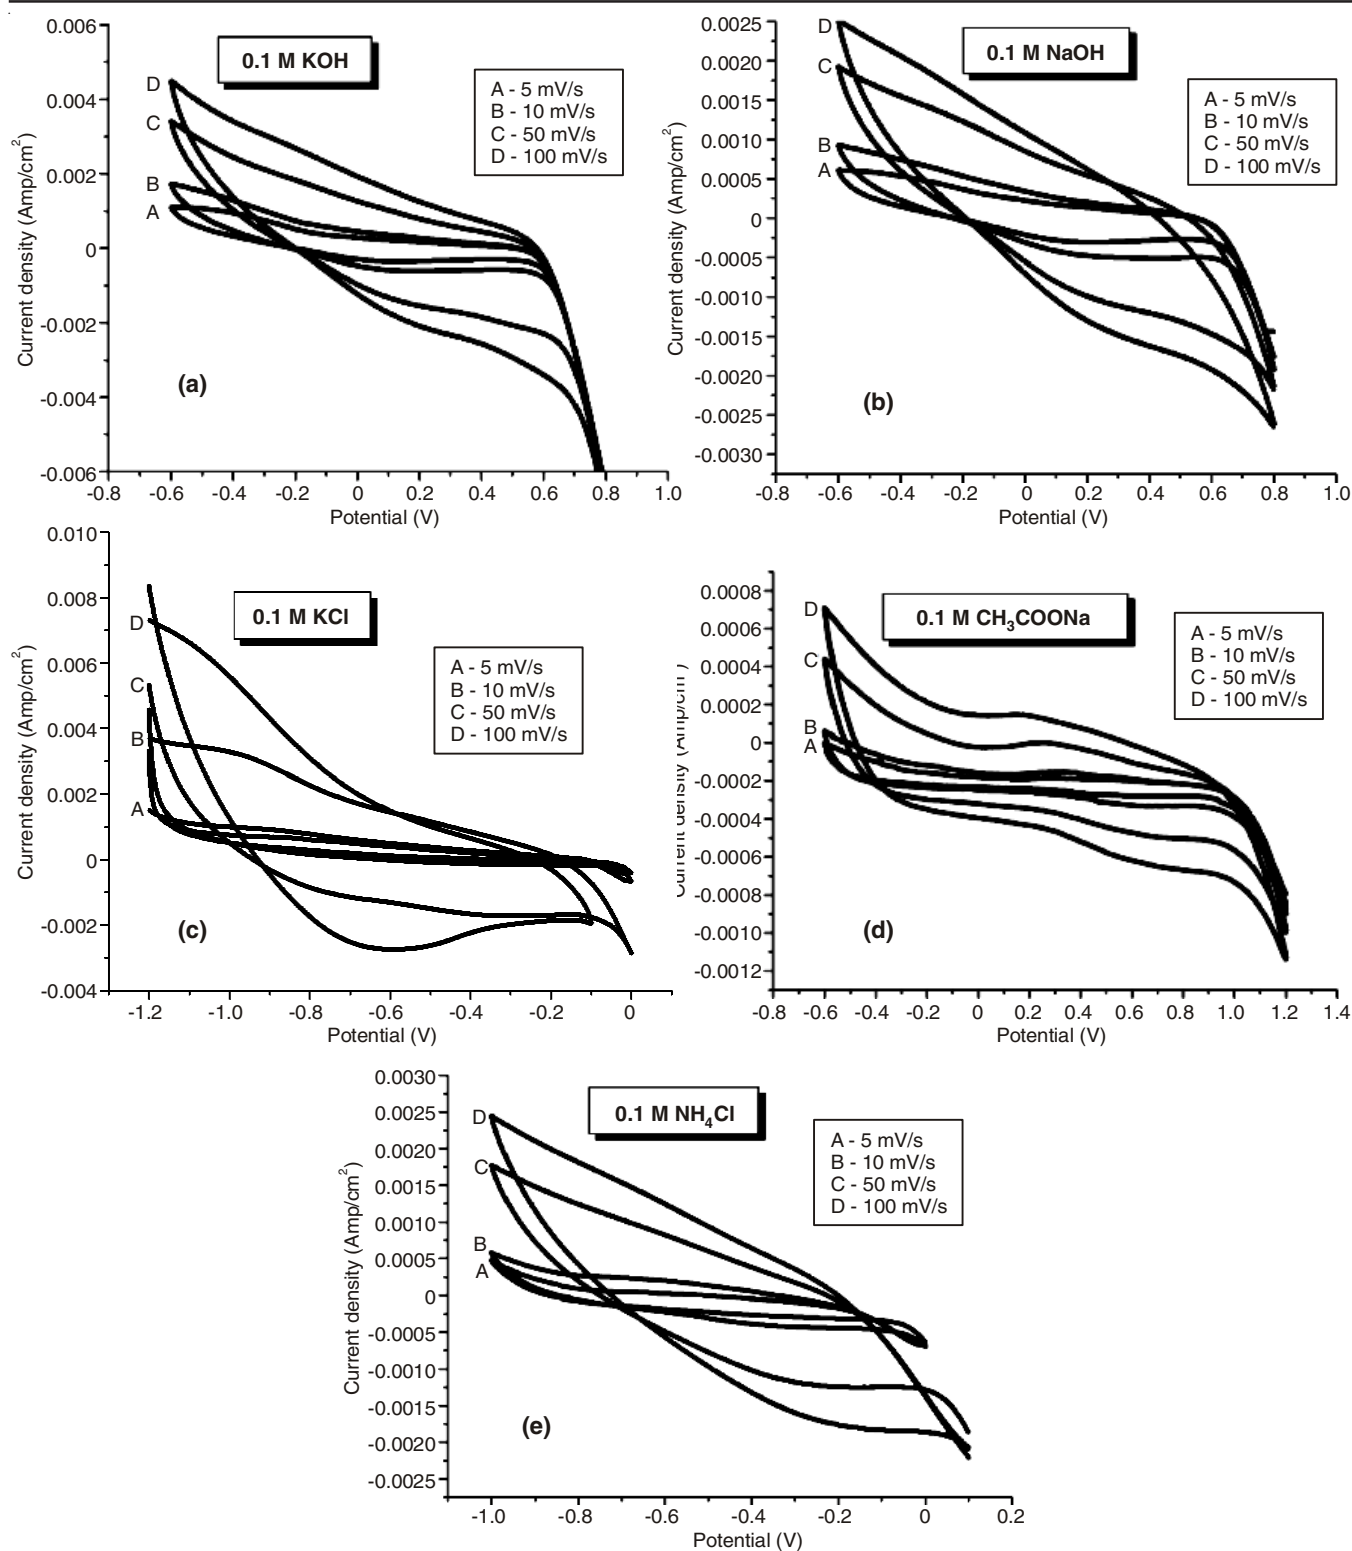 0.1 M KOH
A - 5 mV/s
B - 10 mV/s
C - 50 mV/s
D - 100 mV/s
Current density (Amp/cm²)
0.006
0.004
0.002
0
-0.002
-0.004
-0.006
D
C
B
A
(a)
-0.8 -0.6 -0.4 -0.2 0 0.2 0.4 0.6 0.8 1.0
Potential (V)
0.1 M NaOH
A - 5 mV/s
B - 10 mV/s
C - 50 mV/s
D - 100 mV/s
Current density (Amp/cm²)
0.0025
0.0020
0.0015
0.0010
0.0005
0
-0.0005
-0.0010
-0.0015
-0.0020
-0.0025
-0.0030
D
C
B
A
(b)
-0.8 -0.6 -0.4 -0.2 0 0.2 0.4 0.6 0.8 1.0
Potential (V)
0.1 M KCl
A - 5 mV/s
B - 10 mV/s
C - 50 mV/s
D - 100 mV/s
Current density (Amp/cm²)
0.010
0.008
0.006
0.004
0.002
0
-0.002
-0.004
D
C
B
A
(c)
-1.2 -1.0 -0.8 -0.6 -0.4 -0.2 0
Potential (V)
0.1 M CH₃COONa
A - 5 mV/s
B - 10 mV/s
C - 50 mV/s
D - 100 mV/s
Current density (Amp/cm²)
0.0008
0.0006
0.0004
0.0002
0
-0.0002
-0.0004
-0.0006
-0.0008
-0.0010
-0.0012
D
C
B
A
(d)
-0.8 -0.6 -0.4 -0.2 0 0.2 0.4 0.6 0.8 1.0 1.2 1.4
Potential (V)
0.1 M NH₄Cl
A - 5 mV/s
B - 10 mV/s
C - 50 mV/s
D - 100 mV/s
Current density (Amp/cm²)
0.0030
0.0025
0.0020
0.0015
0.0010
0.0005
0
-0.0005
-0.0010
-0.0015
-0.0020
-0.0025
D
C
B
A
(e)
-1.0 -0.8 -0.6 -0.4 -0.2 0 0.2
Potential (V)